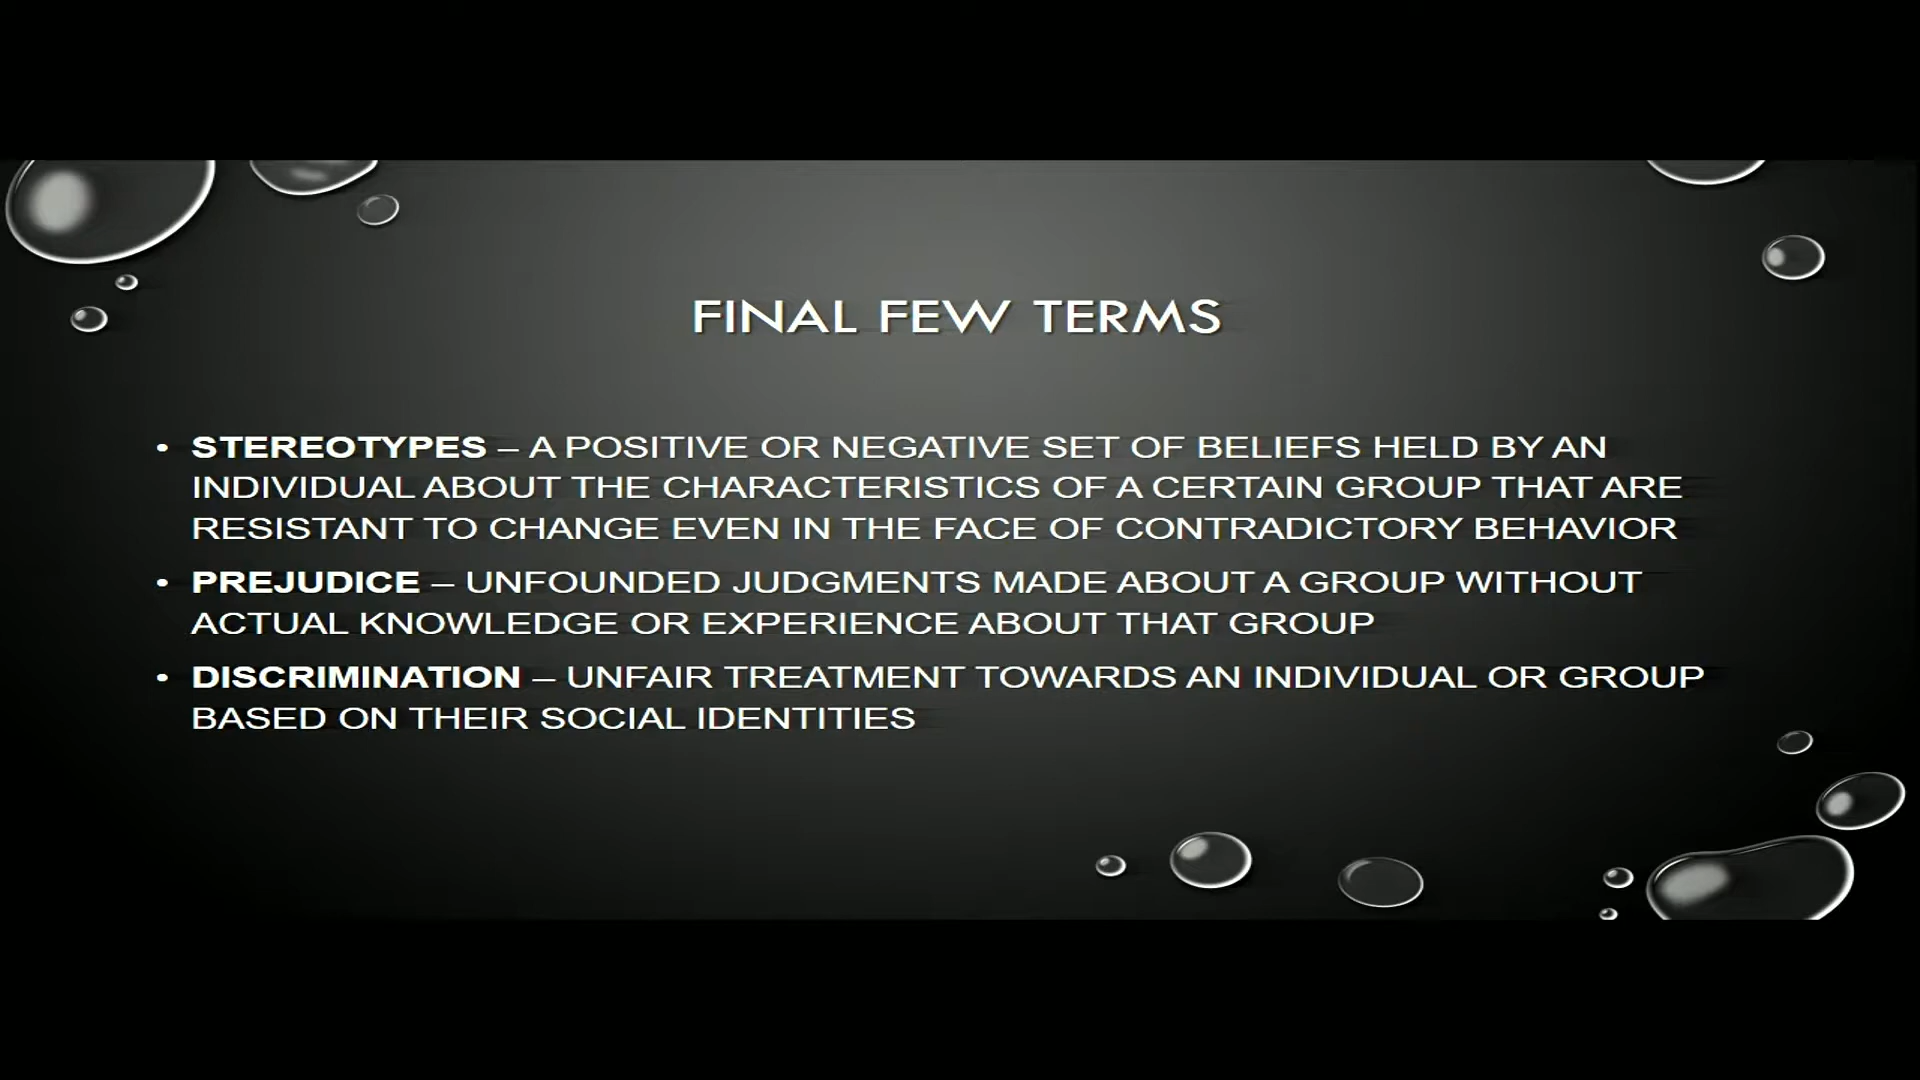 FINAL FEW TERMS
• STEREOTYPES – A POSITIVE OR NEGATIVE SET OF BELIEFS HELD BY AN
INDIVIDUAL ABOUT THE CHARACTERISTICS OF A CERTAIN GROUP THAT ARE
RESISTANT TO CHANGE EVEN IN THE FACE OF CONTRADICTORY BEHAVIOR
• PREJUDICE – UNFOUNDED JUDGMENTS MADE ABOUT A GROUP WITHOUT
ACTUAL KNOWLEDGE OR EXPERIENCE ABOUT THAT GROUP
• DISCRIMINATION – UNFAIR TREATMENT TOWARDS AN INDIVIDUAL OR GROUP
BASED ON THEIR SOCIAL IDENTITIES